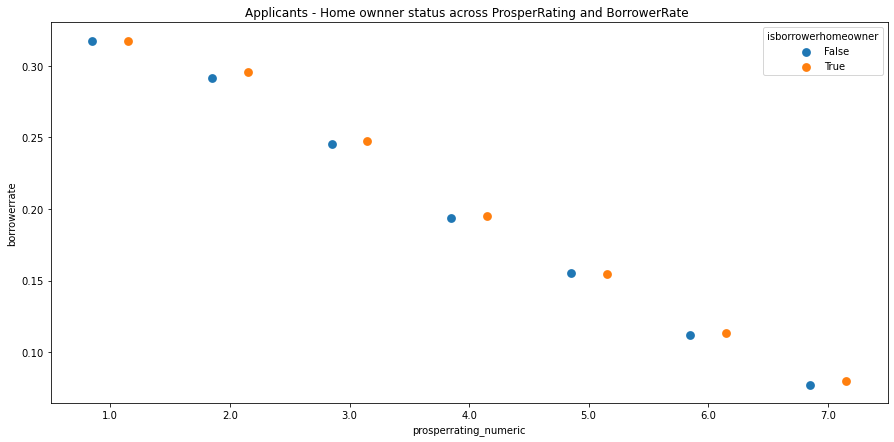 Applicants - Home ownner status across ProsperRating and BorrowerRate
isborrowerhomeowner
False
True
0.30
0.25
0.20
0.15
0.10
borrowerrate
1.0 2.0 3.0 4.0 5.0 6.0 7.0
prosperrating_numeric